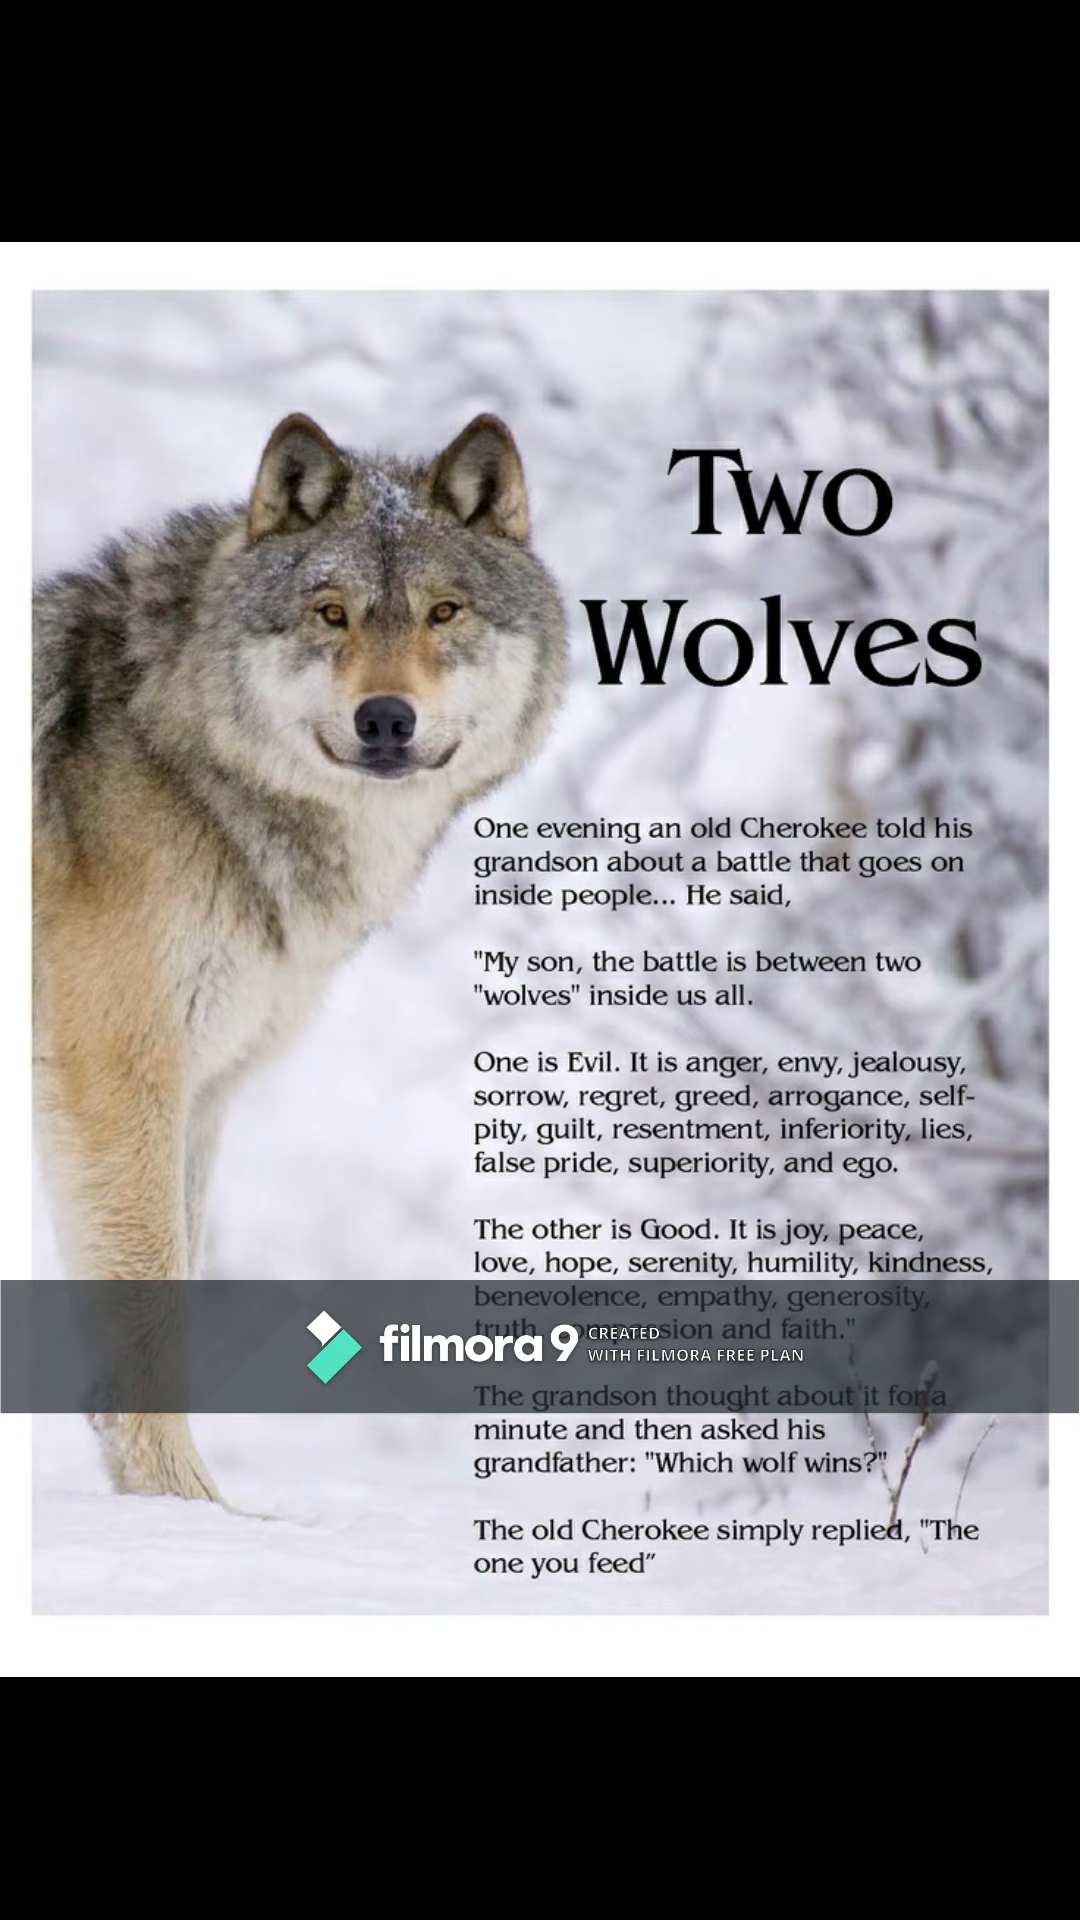 Two
Wolves
One evening an old Cherokee told his
grandson about a battle that goes on
inside people... He said,
"My son, the battle is between two
"wolves" inside us all.
One is Evil. It is anger, envy, jealousy,
sorrow, regret, greed, arrogance, self-
pity, guilt, resentment, inferiority, lies,
false pride, superiority, and ego.
The other is Good. It is joy, peace,
love, hope, serenity, humility, kindness,
benevolence, empathy, generosity,
truth, compassion and faith."
filmora 9 CREATED
WITH FILMORA FREE PLAN
The grandson thought about it for a
minute and then asked his
grandfather: "Which wolf wins?"
The old Cherokee simply replied, "The
one you feed”